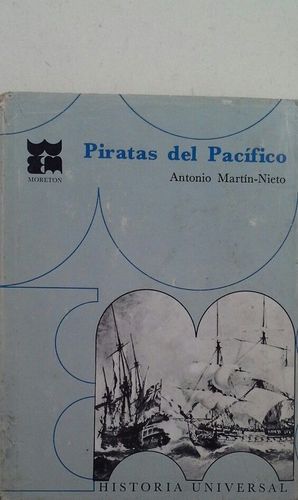 Piratas del Pacífico
Antonio Martín-Nieto
MORETON
HISTORIA UNIVERSAL